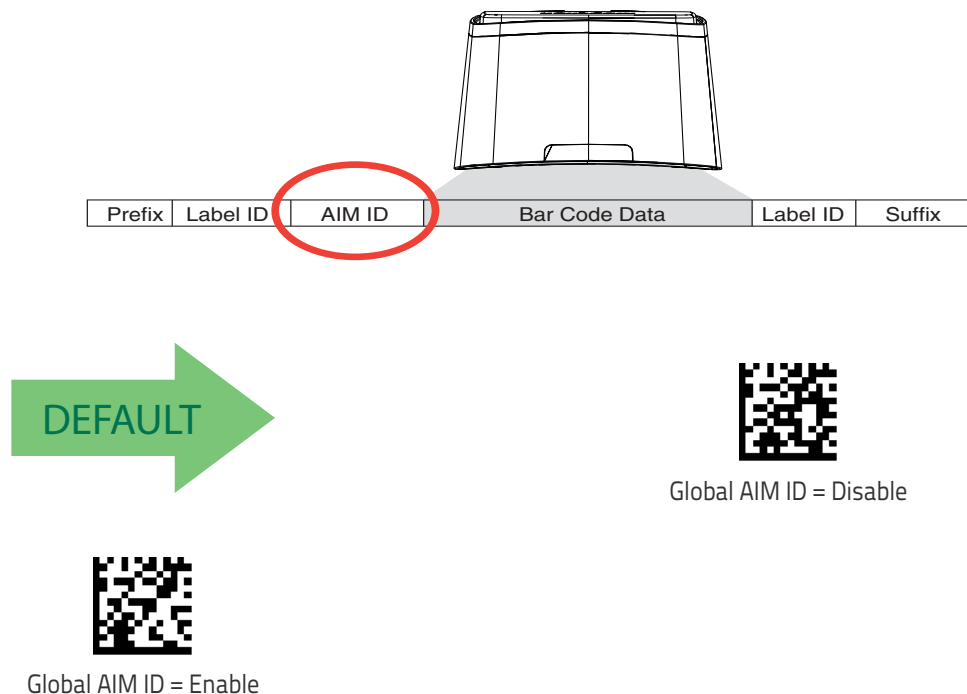 Prefix Label ID AIM ID Bar Code Data Label ID Suffix
DEFAULT
Global AIM ID = Disable
Global AIM ID = Enable